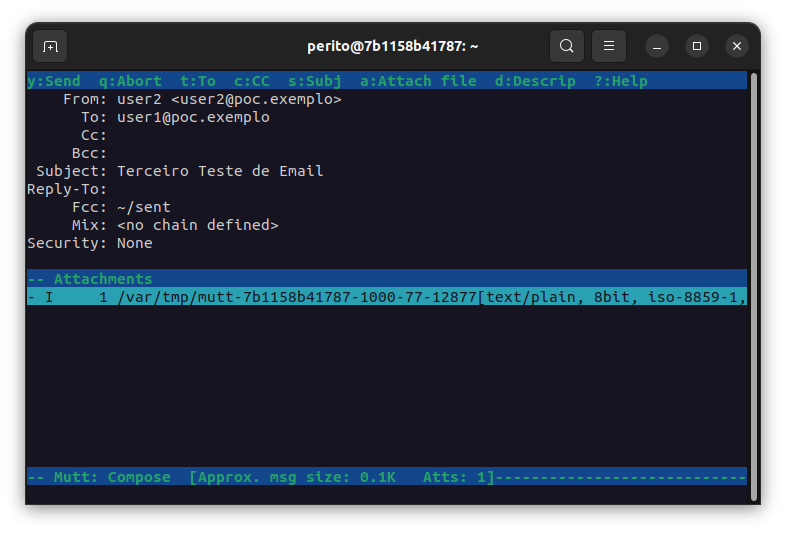 perito@7b1158b41787: ~
y:Send  q:Abort  t:To  c:CC  s:Subj  a:Attach file  d:Descrip  ?:Help
    From: user2 <user2@poc.exemplo>
      To: user1@poc.exemplo
      Cc:
     Bcc:
 Subject: Terceiro Teste de Email
Reply-To:
     Fcc: ~/sent
     Mix: <no chain defined>
Security: None
-- Attachments
- I     1 /var/tmp/mutt-7b1158b41787-1000-77-12877[text/plain, 8bit, iso-8859-1,
-- Mutt: Compose  [Approx. msg size: 0.1K   Atts: 1]----------------------------